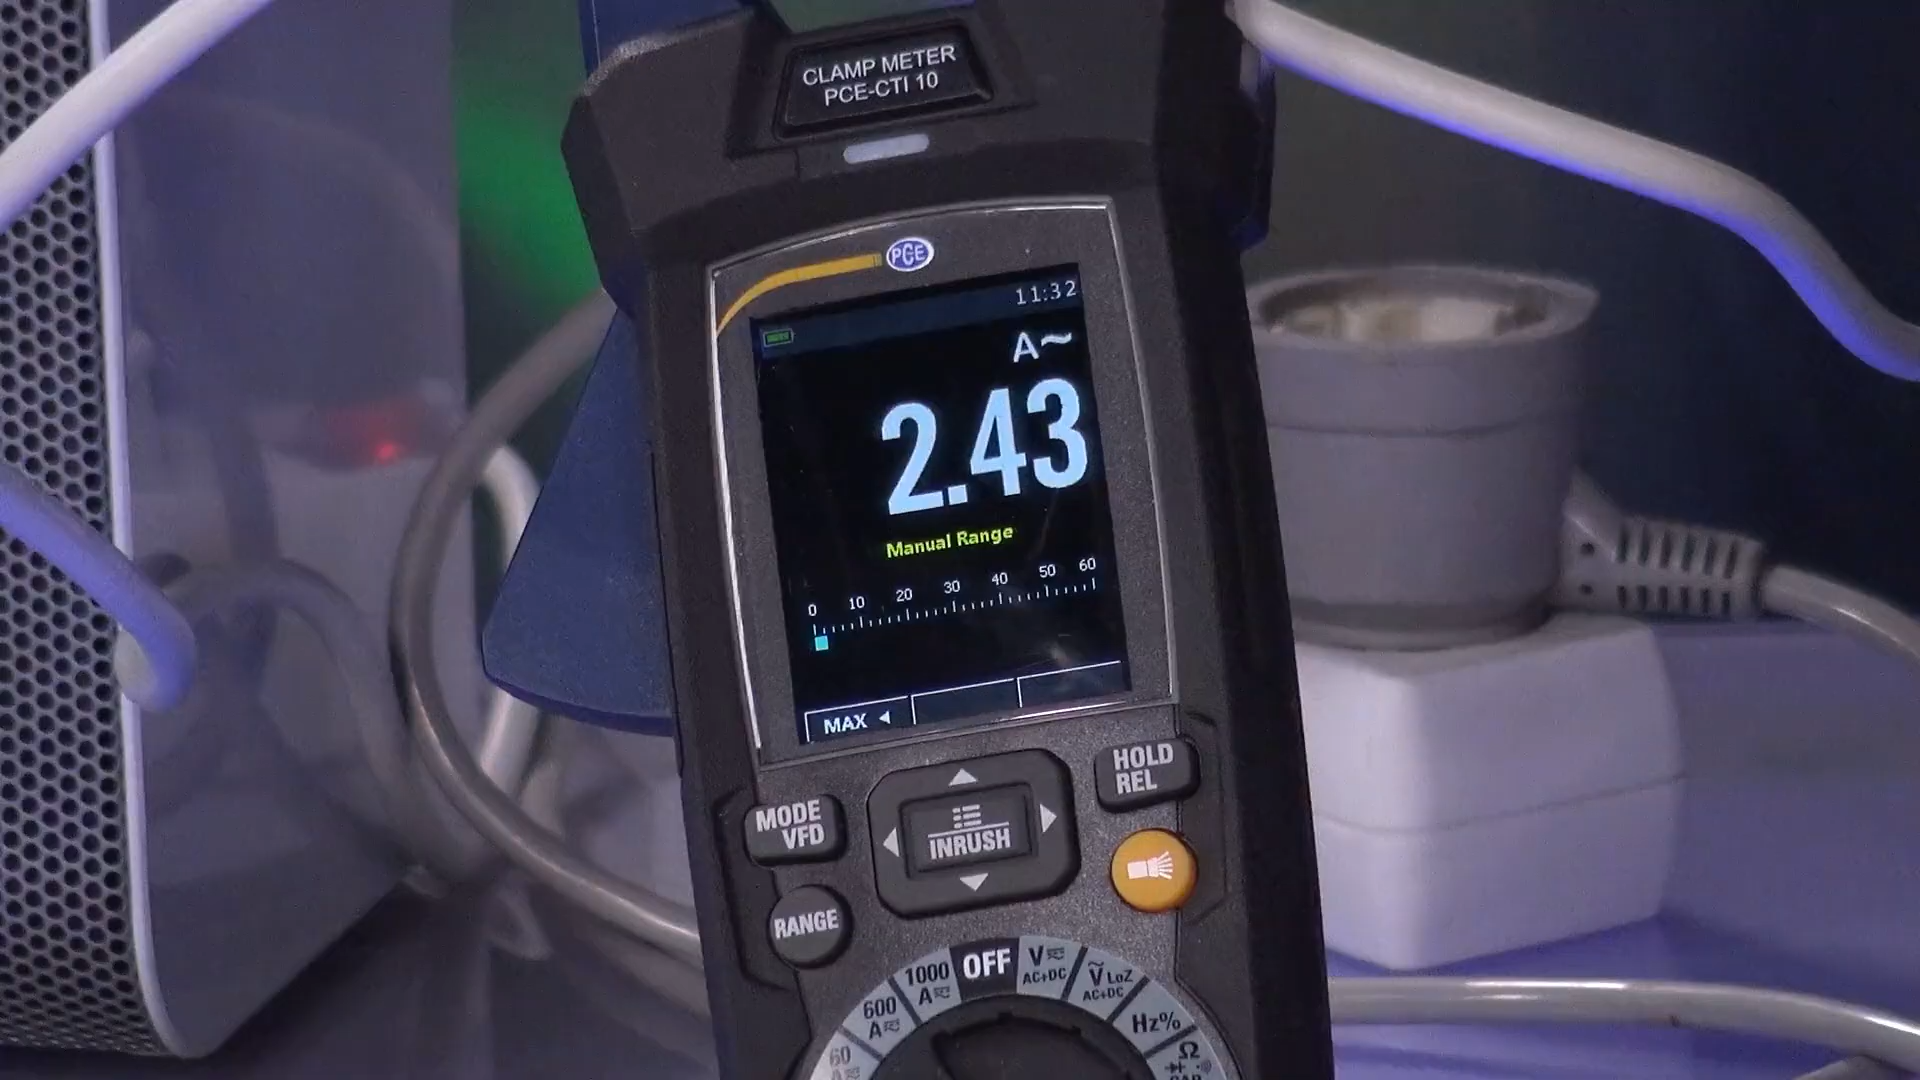 CLAMP METER
PCE-CTI 10
PCE
11:32
A~
2.43
Manual Range
0 10 20 30 40 50 60
MAX ◄
HOLD
REL
MODE
VFD
INRUSH
RANGE
OFF
V
AC+DC
V LoZ
AC+DC
Hz%
Ω
CAP
1000
A
600
A
60
A